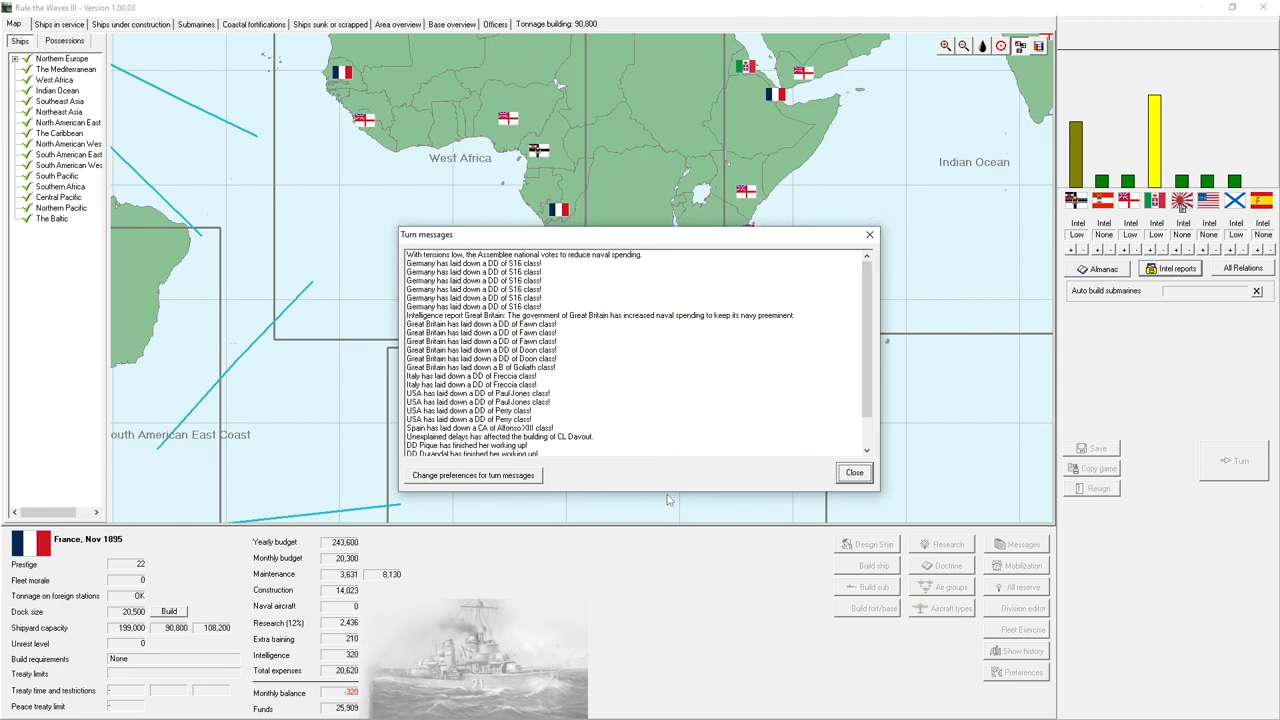 Rule the Waves III - Version 1.00.03
Map
Ships in service
Ships under construction
Submarines
Coastal fortifications
Ships sunk or scrapped
Area overview
Base overview
Officers
Tonnage building: 90,800
Ships
Possessions
Northern Europe
The Mediterranean
West Africa
Indian Ocean
Southeast Asia
Northeast Asia
North American East
The Caribbean
North American Wes
South American East
South American Wes
South Pacific
Southern Africa
Central Pacific
Northern Pacific
The Baltic
West Africa
Indian Ocean
outh American East Coast
Turn messages
With tensions low, the Assemblee national votes to reduce naval spending.
Germany has laid down a DD of S16 class!
Germany has laid down a DD of S16 class!
Germany has laid down a DD of S16 class!
Germany has laid down a DD of S16 class!
Germany has laid down a DD of S16 class!
Germany has laid down a DD of S16 class!
Intelligence report Great Britain: The government of Great Britain has increased naval spending to keep its navy preeminent.
Great Britain has laid down a DD of Fawn class!
Great Britain has laid down a DD of Fawn class!
Great Britain has laid down a DD of Fawn class!
Great Britain has laid down a DD of Doon class!
Great Britain has laid down a DD of Doon class!
Great Britain has laid down a B of Goliath class!
Italy has laid down a DD of Freccia class!
Italy has laid down a DD of Freccia class!
USA has laid down a DD of Paul Jones class!
USA has laid down a DD of Paul Jones class!
USA has laid down a DD of Perry class!
USA has laid down a DD of Perry class!
Spain has laid down a CA of Alfonso XIII class!
Unexplained delays has affected the building of CL Davout.
DD Pique has finished her working up!
DD Durandal has finished her working up!
Change preferences for turn messages
Close
Intel Intel Intel Intel Intel Intel Intel Intel
Low None Low Low None None Low None
Almanac
Intel reports
All Relations
Auto build submarines
Save
Copy game
Resign
Turn
France, Nov 1895
Prestige 22
Fleet morale 0
Tonnage on foreign stations OK
Dock size 20,500 Build
Shipyard capacity 199,000 90,800 108,200
Unrest level 0
Build requirements None
Treaty limits
Treaty time and restrictions - 
Peace treaty limit -
Yearly budget 243,600
Monthly budget 20,300
Maintenance 3,631 8,130
Construction 14,023
Naval aircraft 0
Research (12%) 2,436
Extra training 210
Intelligence 320
Total expenses 20,620
Monthly balance -320
Funds 25,909
Design Ship
Research
Messages
Build ship
Doctrine
Mobilization
Build sub
Air groups
All reserve
Build fort/base
Aircraft types
Division editor
Fleet Exercise
Show history
Preferences